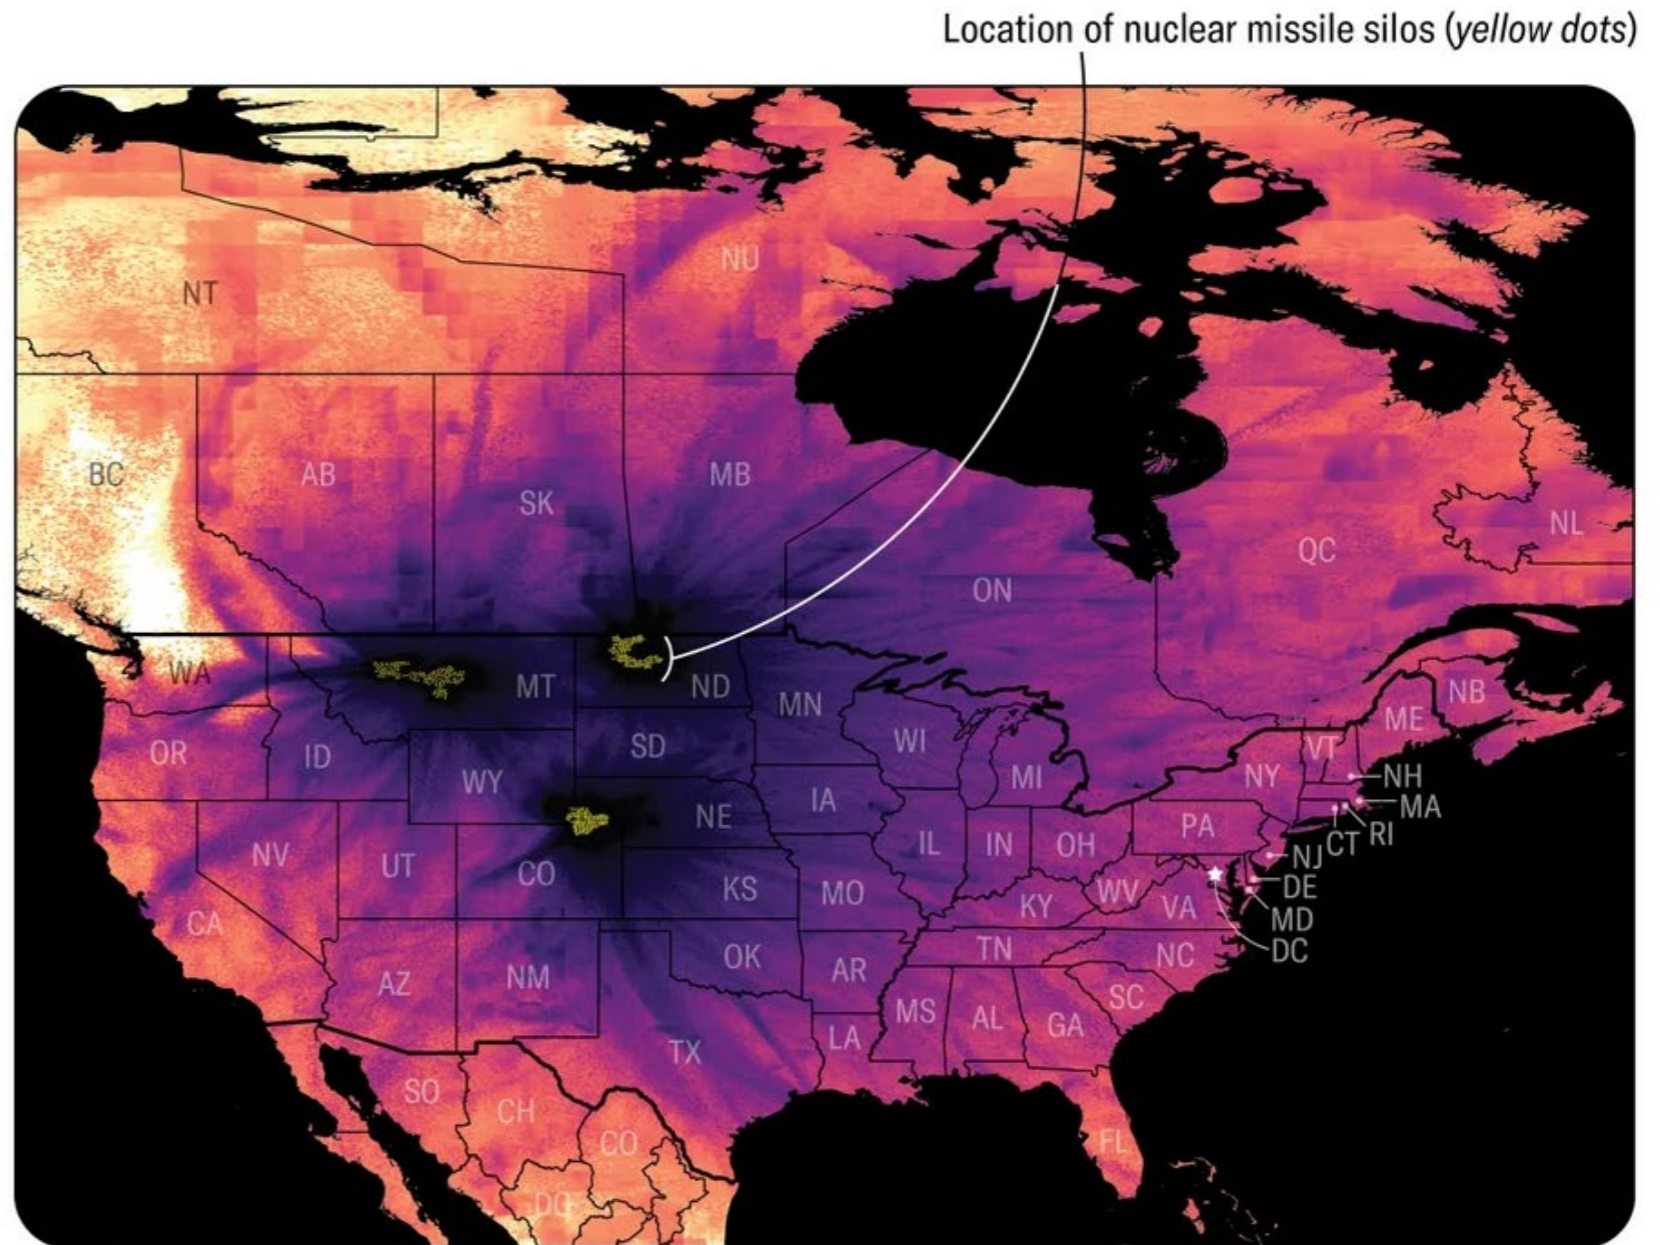 Location of nuclear missile silos (yellow dots)
NU
NT
BC
AB
SK
MB
NL
QC
ON
WA
MT
ND
MN
NB
ME
OR
ID
SD
WI
VT
WY
MI
NY
NH
NE
IA
MA
PA
RI
NV
UT
CO
IL
IN
OH
CT
NJ
KS
MO
KY
WV
VA
DE
CA
MD
OK
TN
NC
DC
AZ
NM
AR
MS
AL
GA
SC
LA
TX
SO
CH
CO
FL
DG